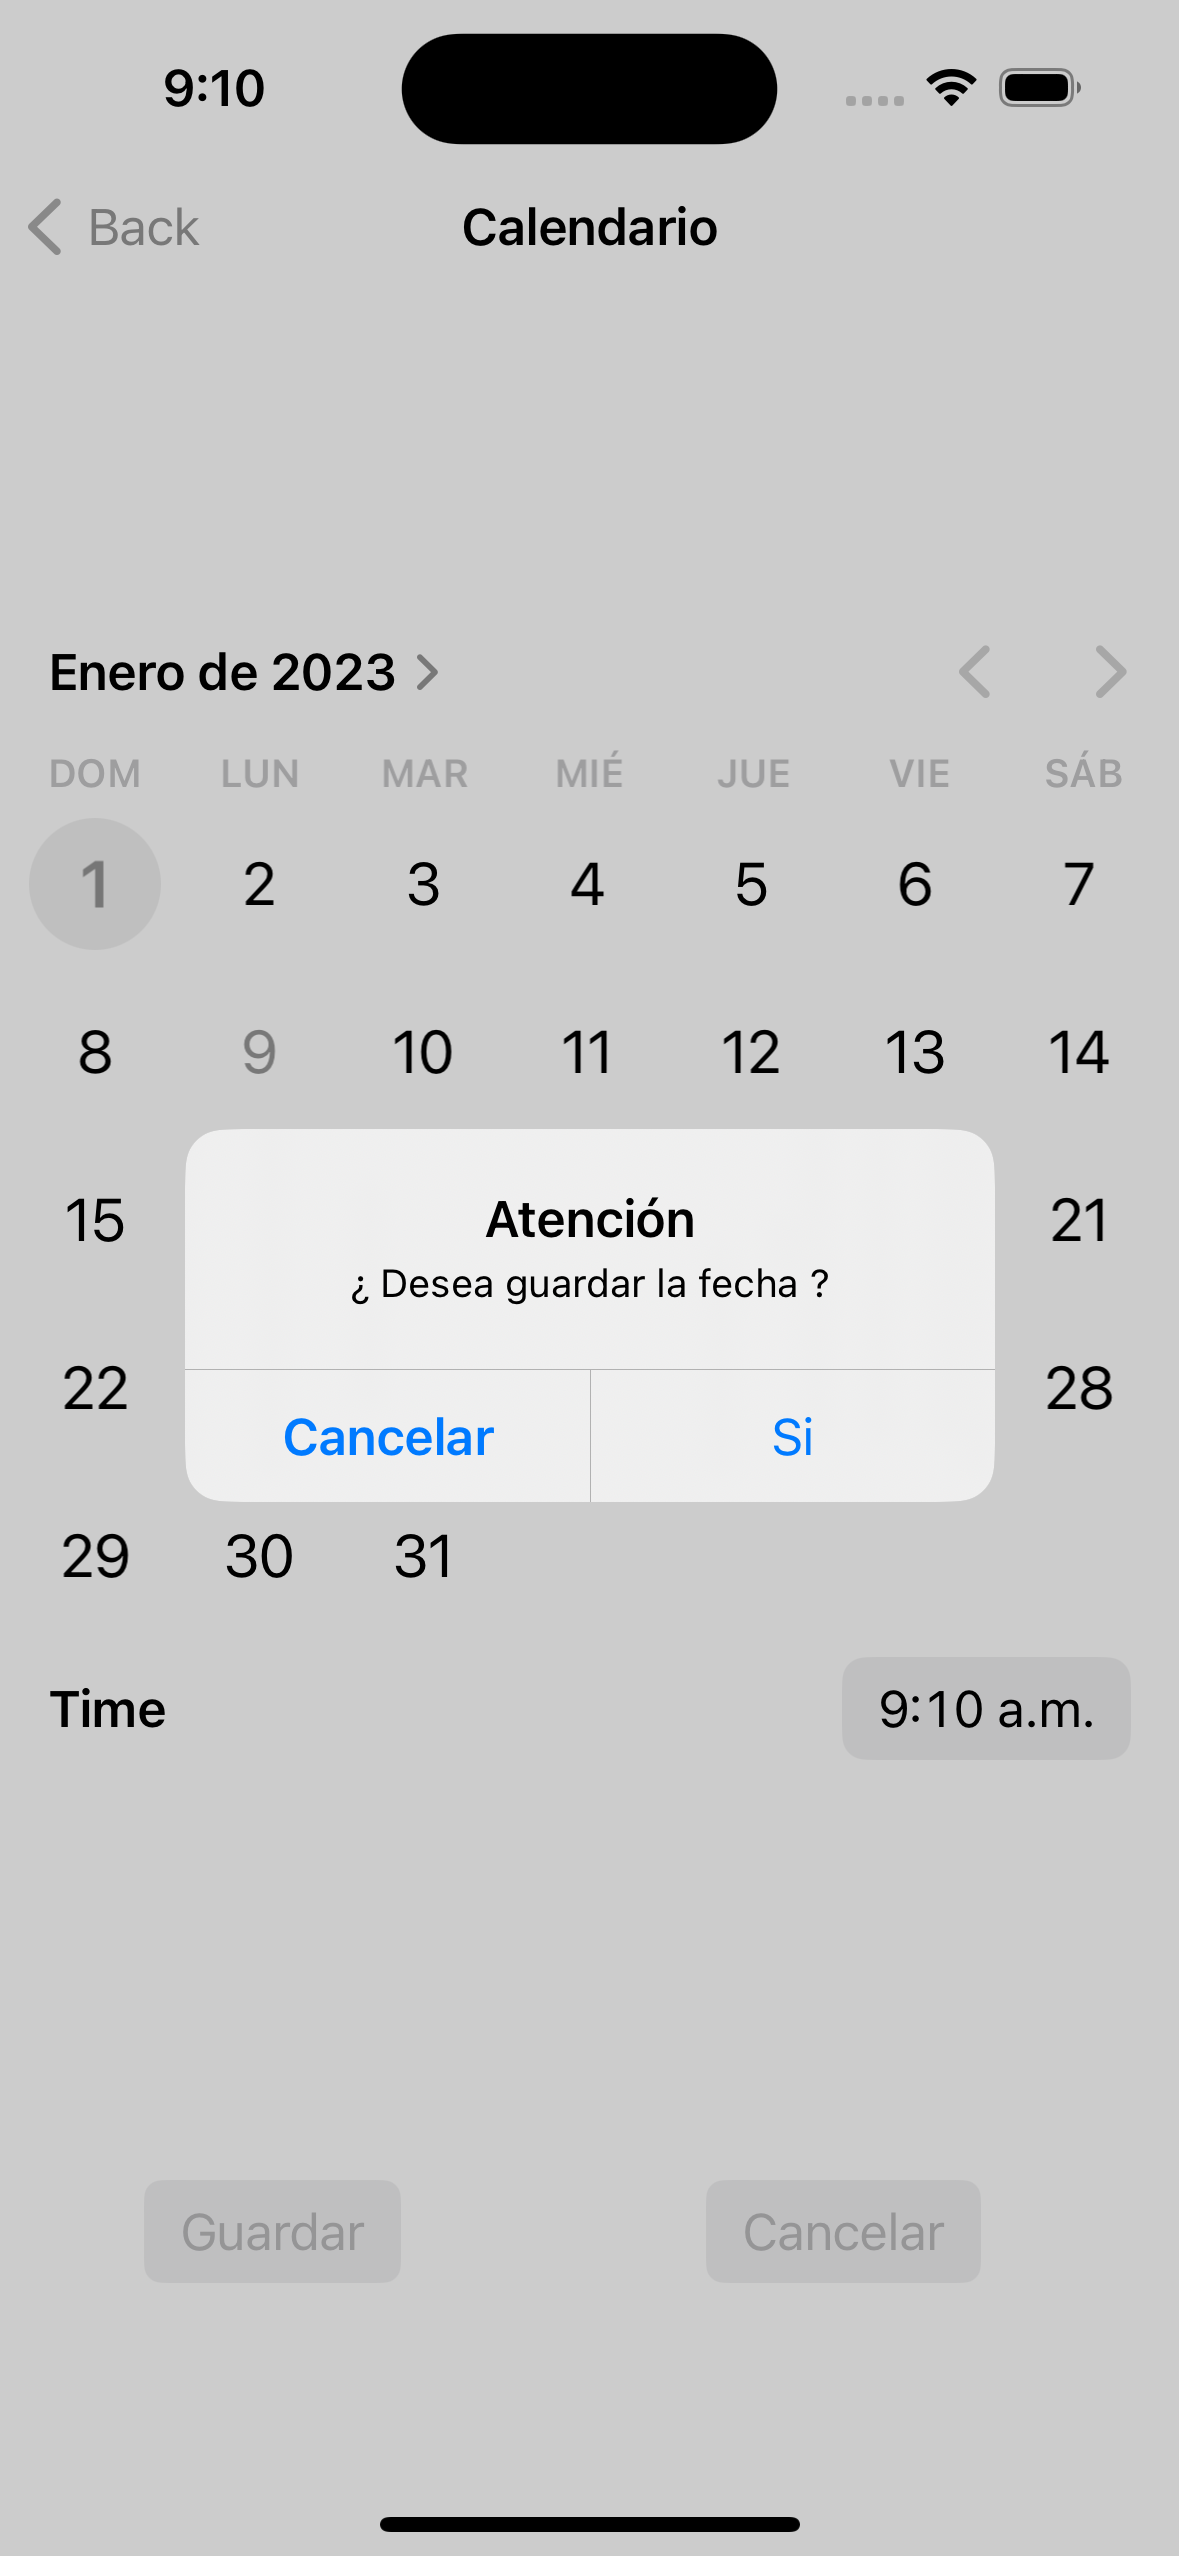 9:10
Back Calendario
Enero de 2023
DOM LUN MAR MIÉ JUE VIE SÁB
1 2 3 4 5 6 7
8 9 10 11 12 13 14
15 21
Atención
¿ Desea guardar la fecha ?
22 28
Cancelar Si
29 30 31
Time 9:10 a.m.
Guardar Cancelar